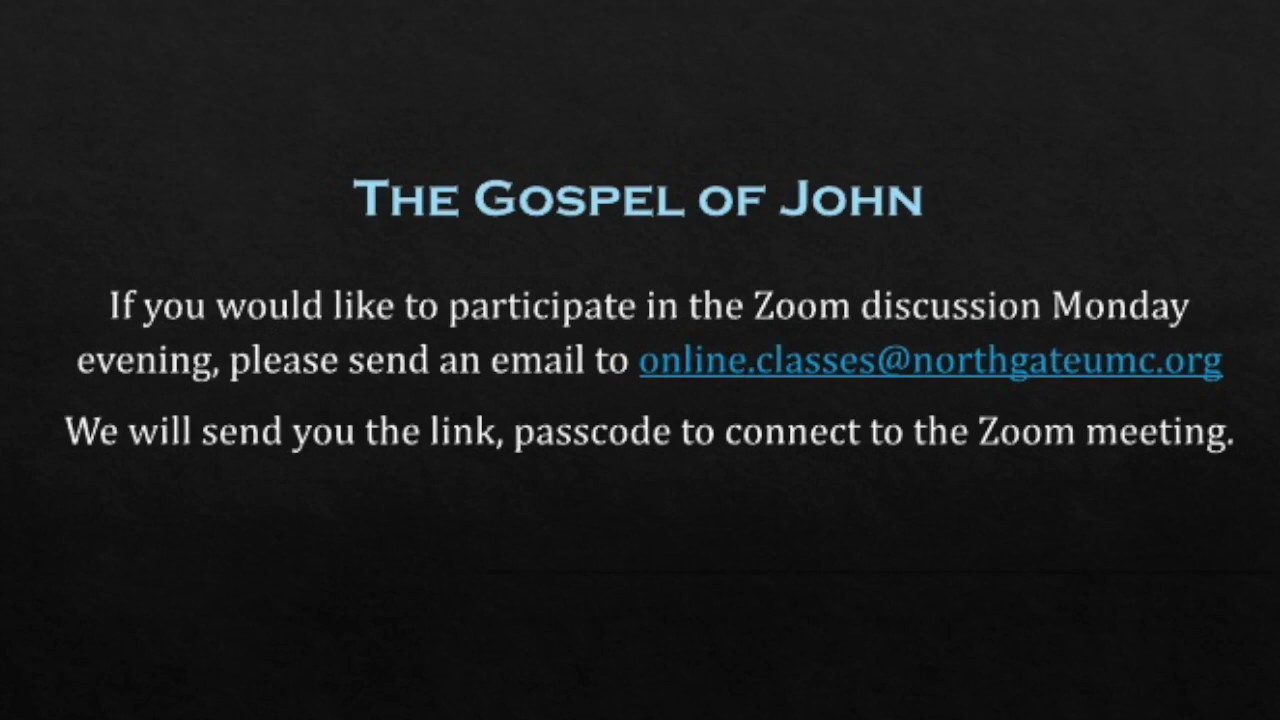 The Gospel of John
If you would like to participate in the Zoom discussion Monday
evening, please send an email to online.classes@northgateumc.org
We will send you the link, passcode to connect to the Zoom meeting.